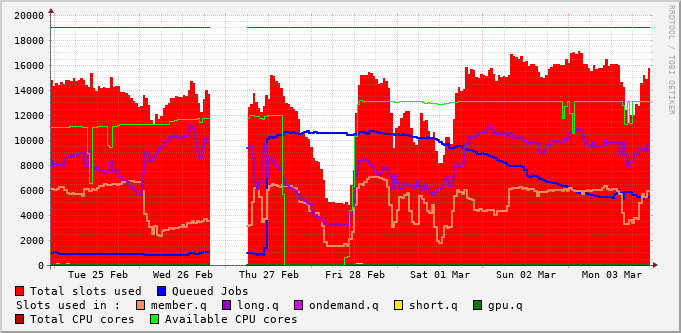 20000
18000
16000
14000
12000
10000
8000
6000
4000
2000
0
Tue 25 Feb Wed 26 Feb Thu 27 Feb Fri 28 Feb Sat 01 Mar Sun 02 Mar Mon 03 Mar
RRDTOOL / TOBI OETIKER
Total slots used Queued Jobs
Slots used in : member.q long.q ondemand.q short.q gpu.q
Total CPU cores Available CPU cores